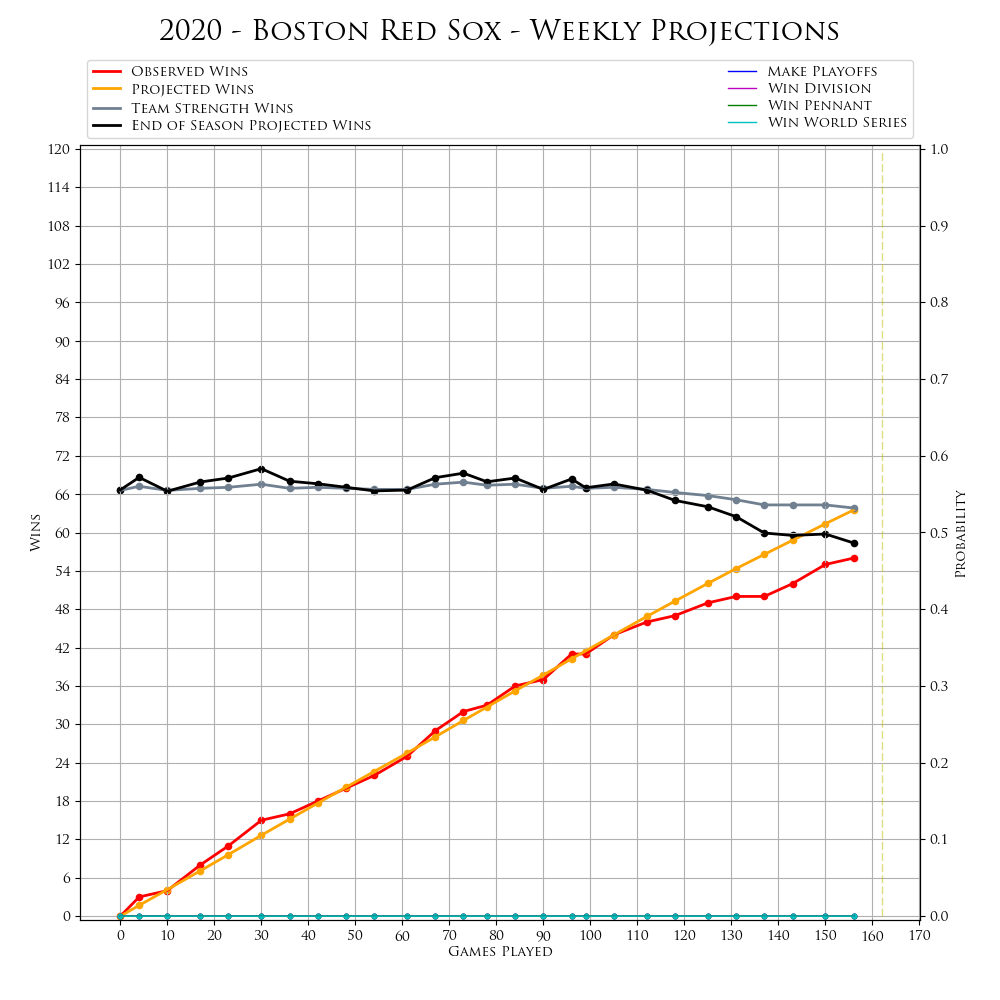 2020 - Boston Red Sox - Weekly Projections
Observed Wins
Projected Wins
Team Strength Wins
End of Season Projected Wins
Make Playoffs
Win Division
Win Pennant
Win World Series
120
114
108
102
96
90
84
78
72
66
60
54
48
42
36
30
24
18
12
6
0
Wins
1.0
0.9
0.8
0.7
0.6
0.5
0.4
0.3
0.2
0.1
0.0
Probability
0 10 20 30 40 50 60 70 80 90 100 110 120 130 140 150 160 170
Games Played